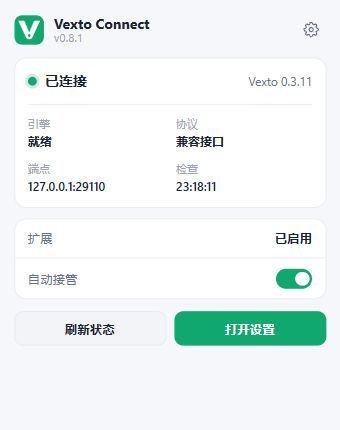 Vexto Connect
v0.8.1
已连接
Vexto 0.3.11
引擎
协议
就绪
兼容接口
端点
检查
127.0.0.1:29110
23:18:11
扩展
已启用
自动接管
刷新状态
打开设置